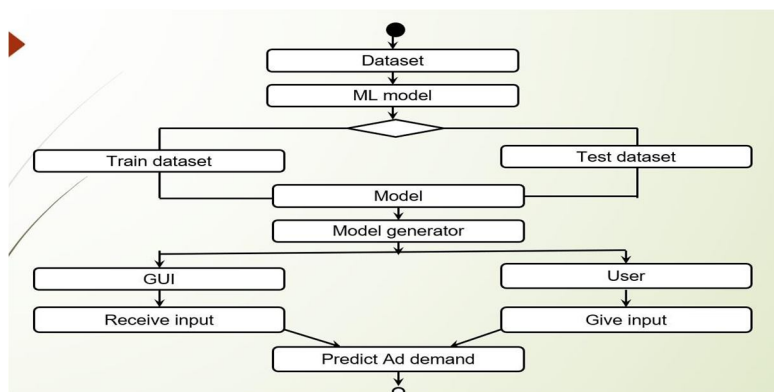 Dataset
ML model
Train dataset
Test dataset
Model
Model generator
GUI
User
Receive input
Give input
Predict Ad demand